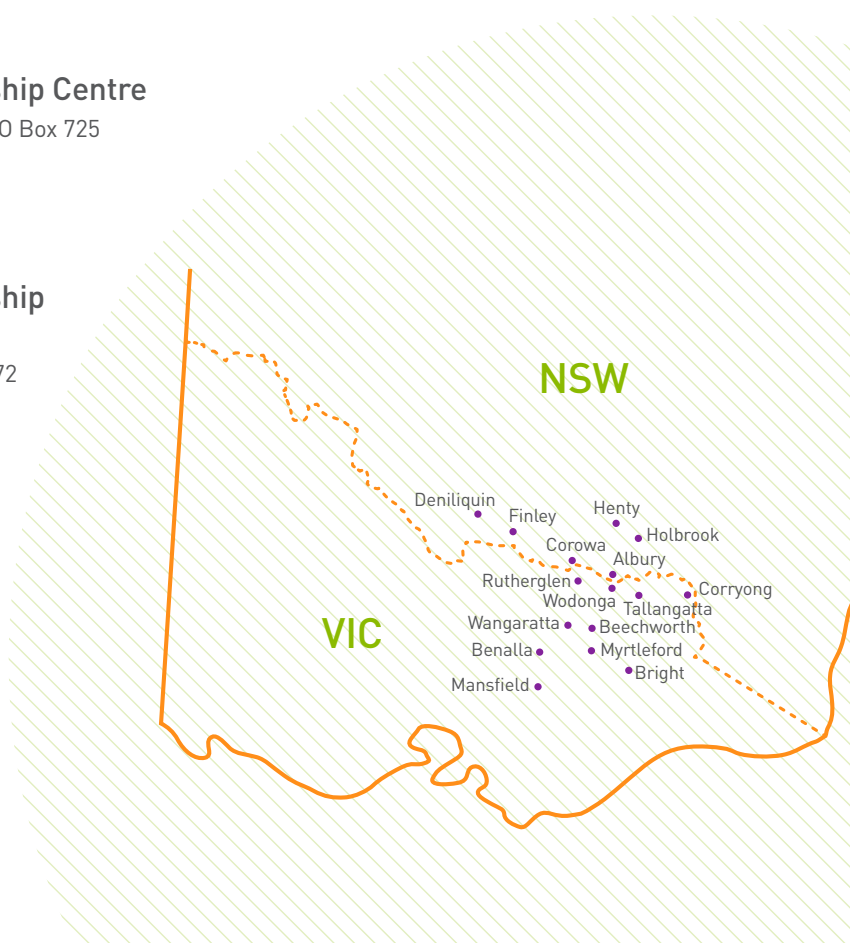 hip Centre
O Box 725
hip
72
NSW
Deniliquin
Finley
Henty
Holbrook
Corowa
Albury
Rutherglen
Wodonga
Tallangatta
Corryong
Wangaratta
Beechworth
VIC
Benalla
Myrtleford
Bright
Mansfield